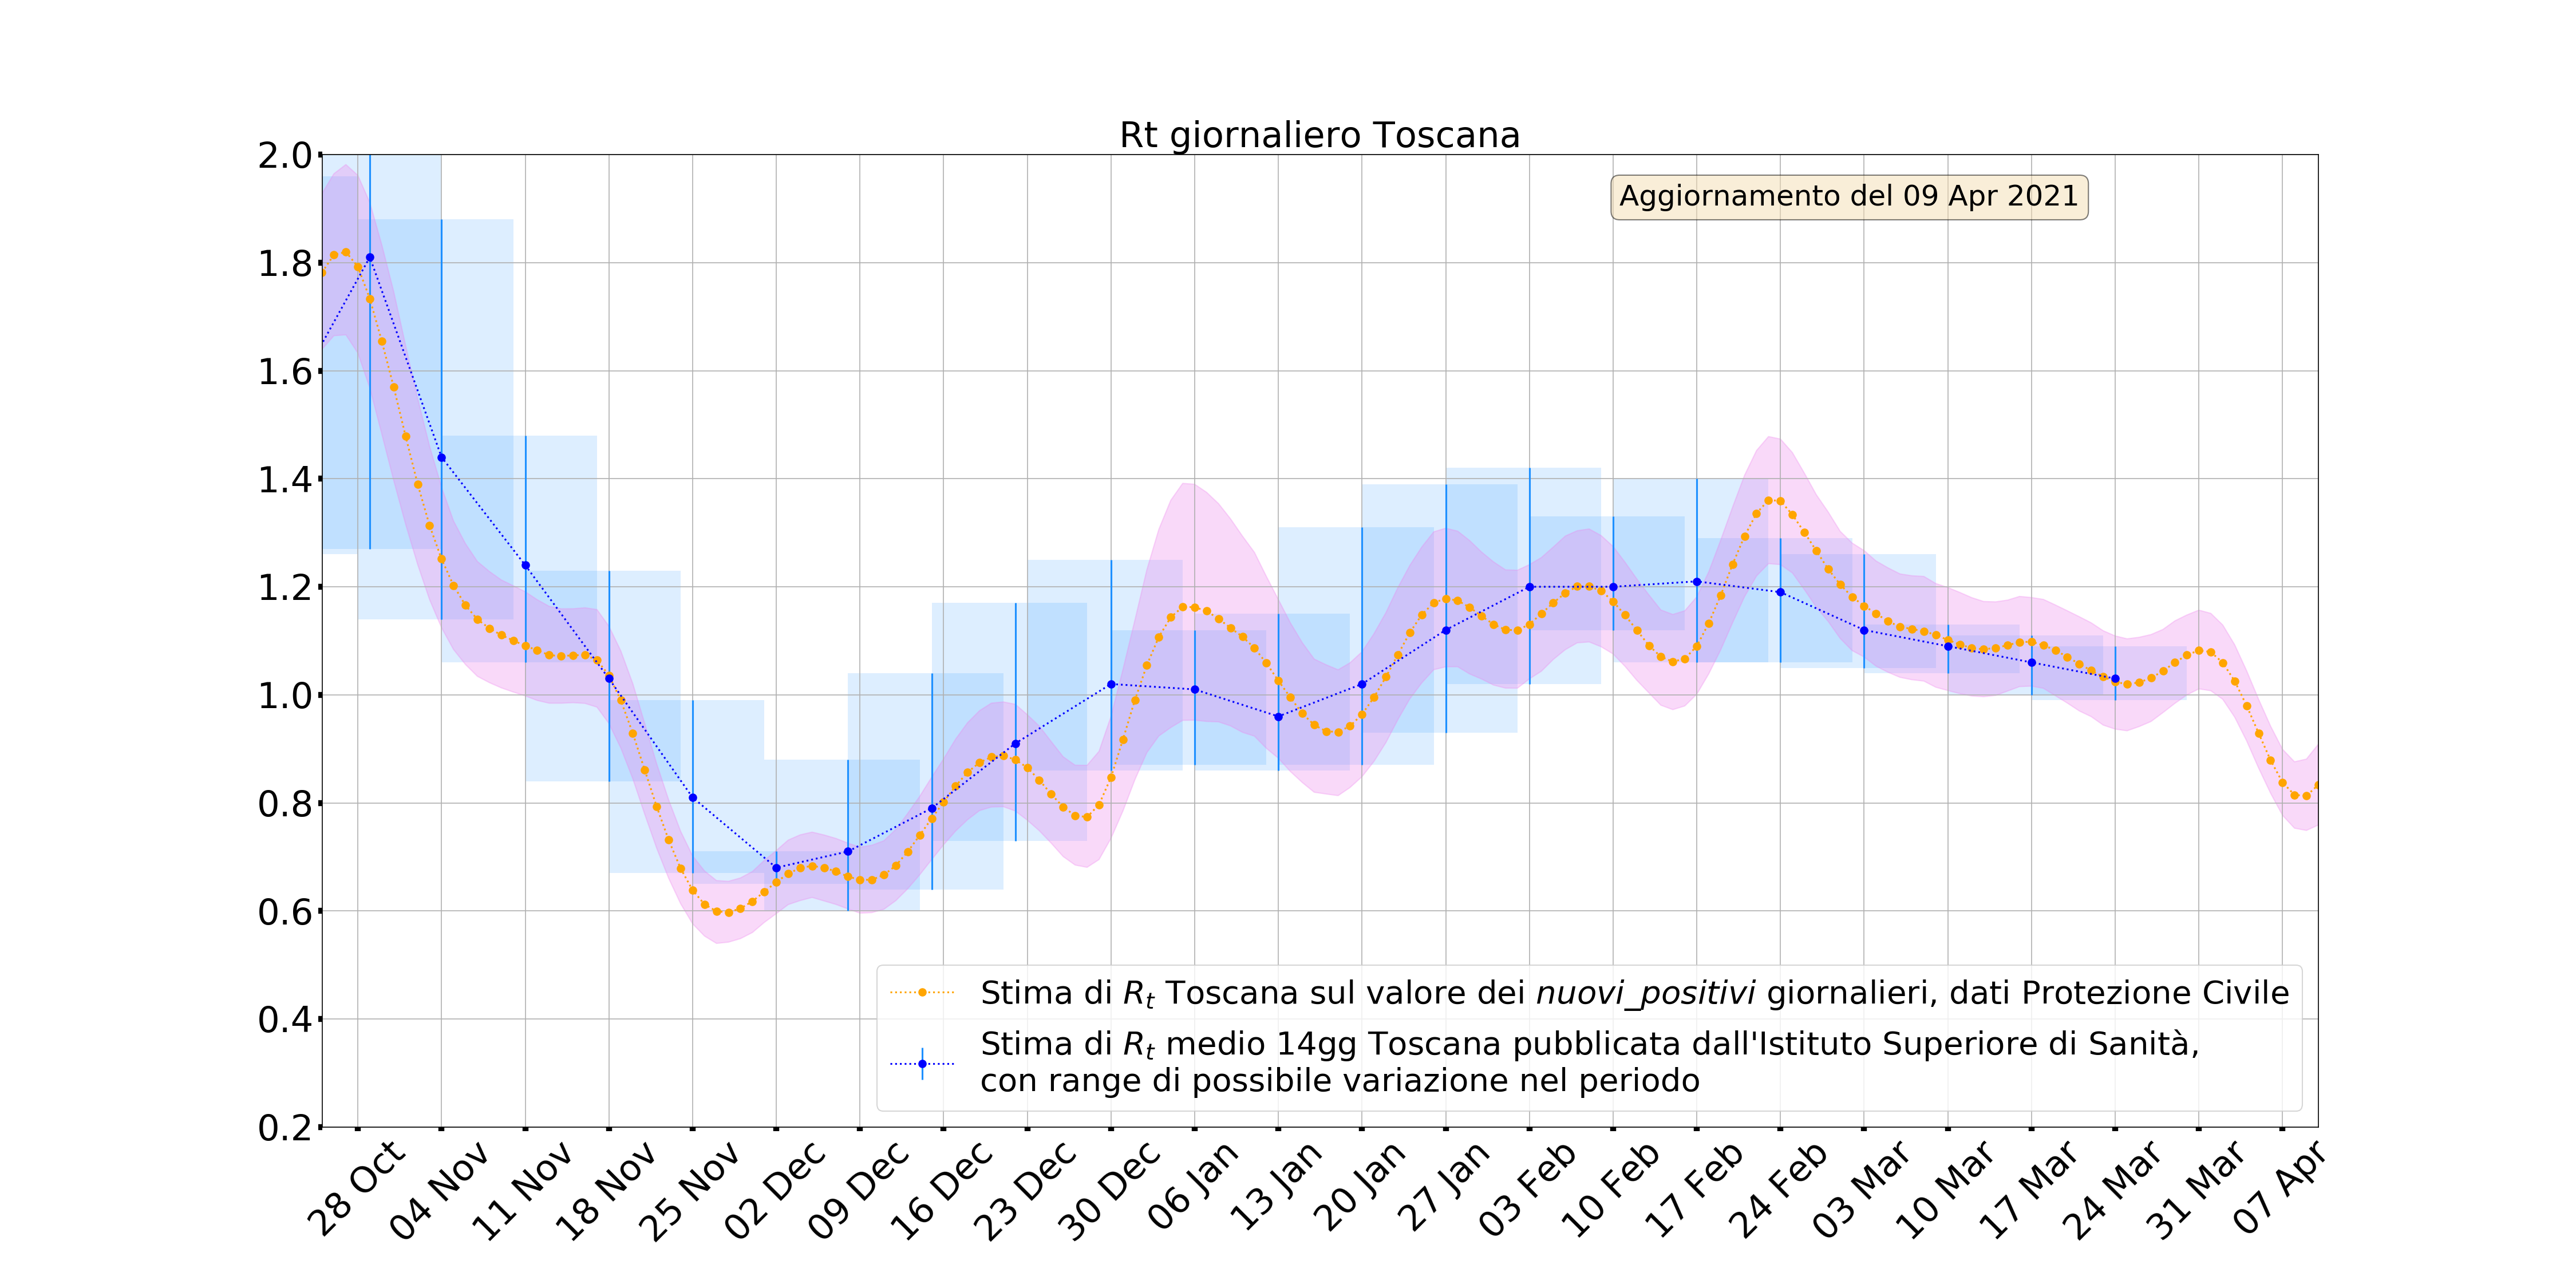 Rt giornaliero Toscana
Aggiornamento del 09 Apr 2021
2.0
1.8
1.6
1.4
1.2
1.0
0.8
0.6
0.4
0.2
Stima di Rt Toscana sul valore dei nuovi_positivi giornalieri, dati Protezione Civile
Stima di Rt medio 14gg Toscana pubblicata dall'Istituto Superiore di Sanità,
con range di possibile variazione nel periodo
28 Oct
04 Nov
11 Nov
18 Nov
25 Nov
02 Dec
09 Dec
16 Dec
23 Dec
30 Dec
06 Jan
13 Jan
20 Jan
27 Jan
03 Feb
10 Feb
17 Feb
24 Feb
03 Mar
10 Mar
17 Mar
24 Mar
31 Mar
07 Apr